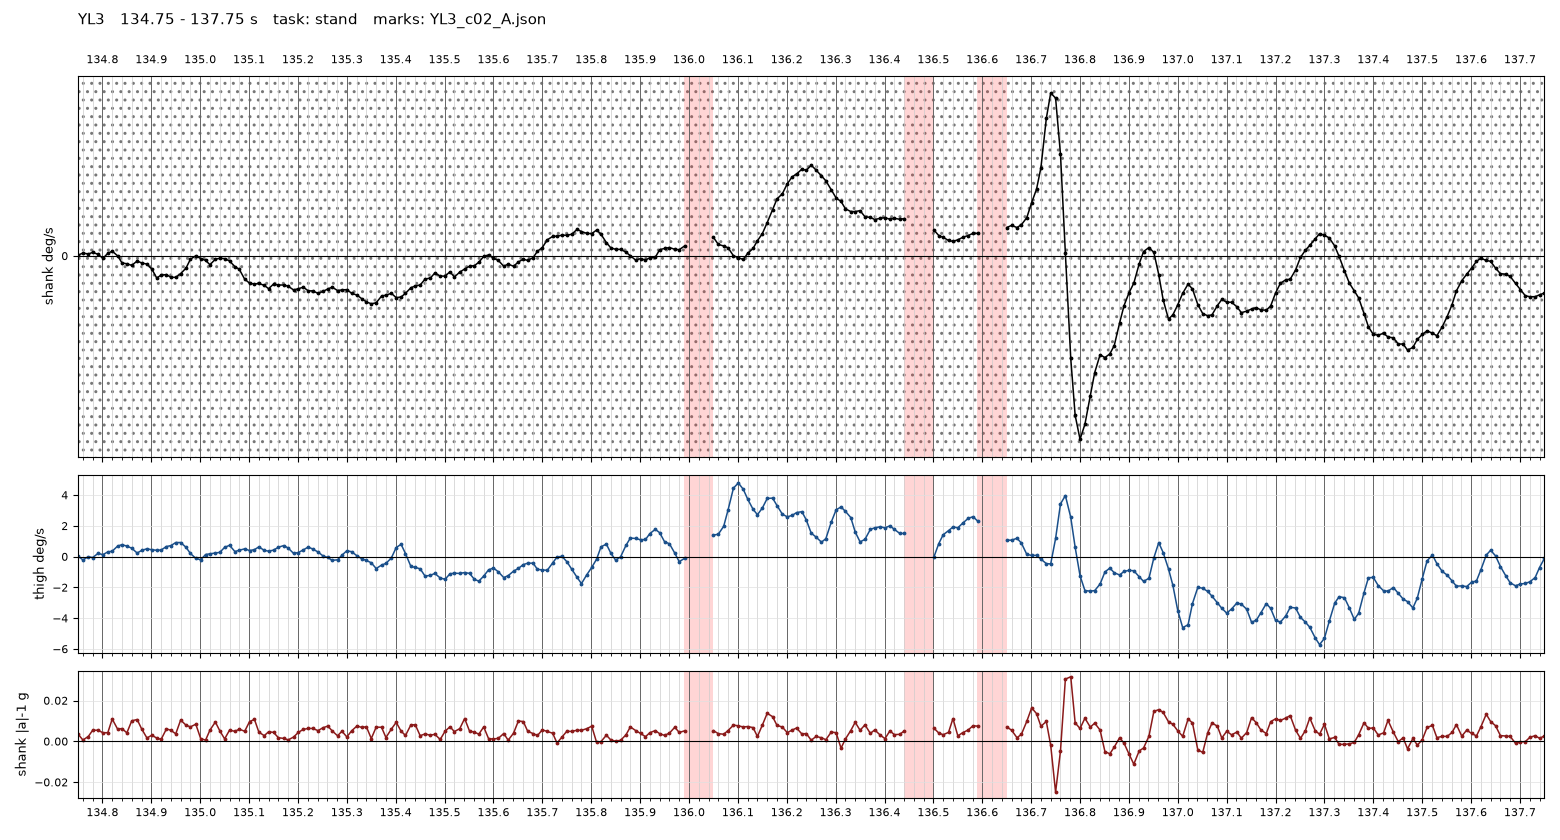 YL3   134.75 - 137.75 s   task: stand   marks: YL3_c02_A.json
134.8 134.9 135.0 135.1 135.2 135.3 135.4 135.5 135.6 135.7 135.8 135.9 136.0 136.1 136.2 136.3 136.4 136.5 136.6 136.7 136.8 136.9 137.0 137.1 137.2 137.3 137.4 137.5 137.6 137.7
shank deg/s
0
thigh deg/s
4
2
0
−2
−4
−6
shank |a|-1 g
0.02
0.00
−0.02
134.8 134.9 135.0 135.1 135.2 135.3 135.4 135.5 135.6 135.7 135.8 135.9 136.0 136.1 136.2 136.3 136.4 136.5 136.6 136.7 136.8 136.9 137.0 137.1 137.2 137.3 137.4 137.5 137.6 137.7